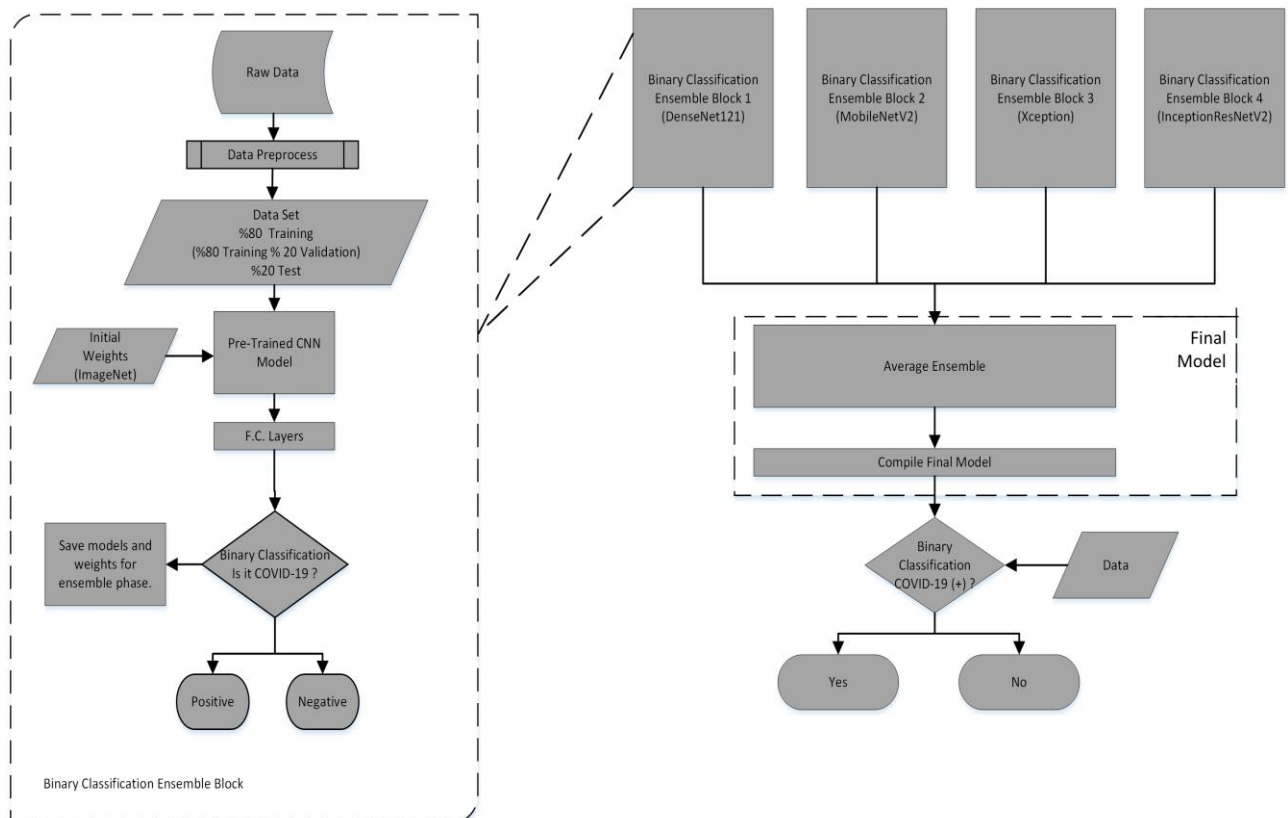 Raw Data
Data Preprocess
Data Set
%80 Training
(%80 Training % 20 Validation)
%20 Test
Initial
Weights
(ImageNet)
Pre-Trained CNN
Model
F.C. Layers
Save models and
weights for
ensemble phase.
Binary Classification
Is it COVID-19 ?
Positive
Negative
Binary Classification Ensemble Block
Binary Classification
Ensemble Block 1
(DenseNet121)
Binary Classification
Ensemble Block 2
(MobileNetV2)
Binary Classification
Ensemble Block 3
(Xception)
Binary Classification
Ensemble Block 4
(InceptionResNetV2)
Final
Model
Average Ensemble
Compile Final Model
Binary
Classification
COVID-19 (+) ?
Data
Yes
No